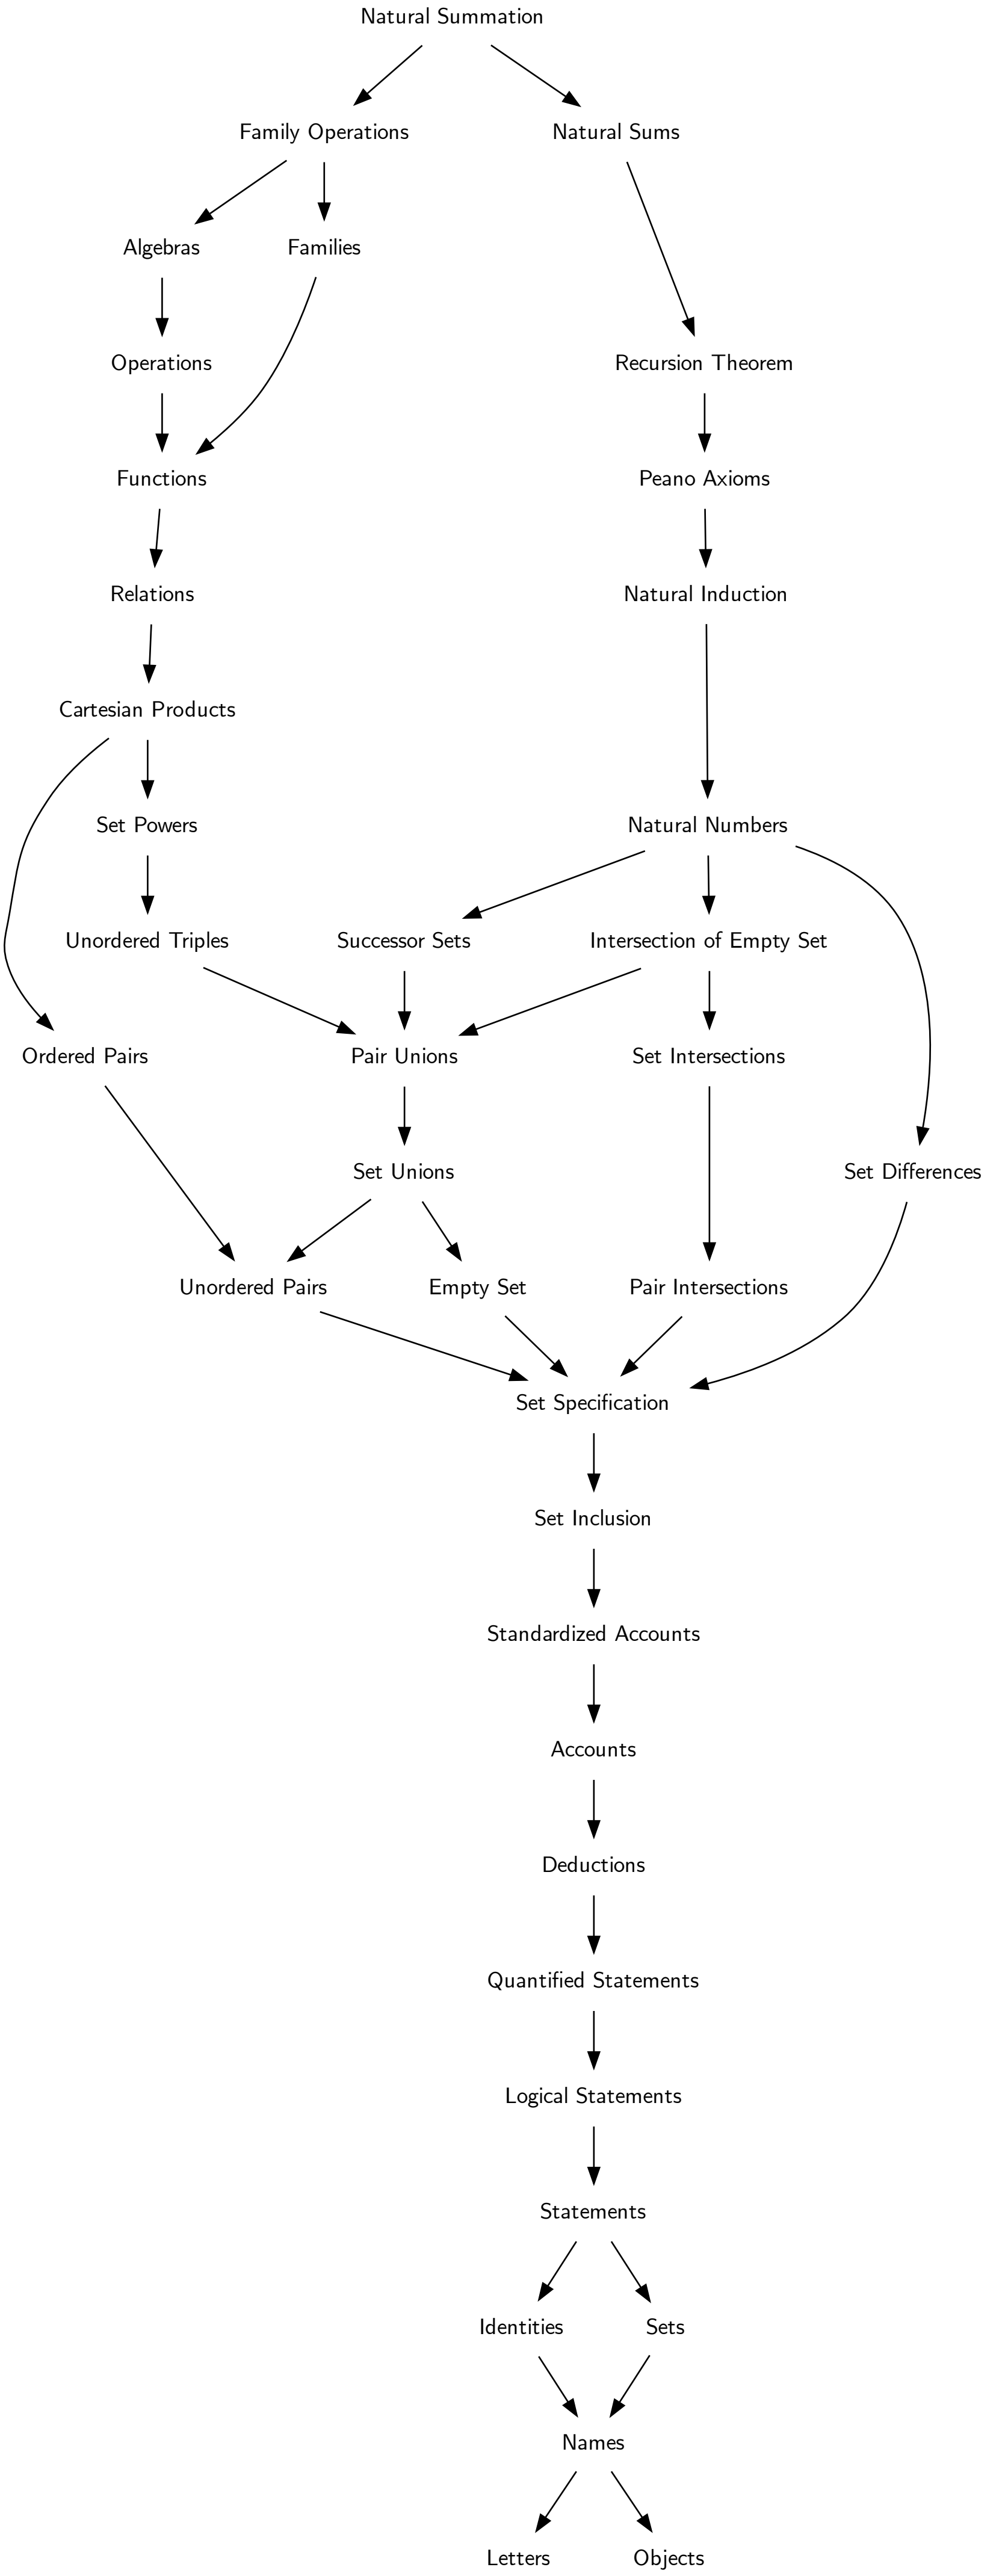 Natural Summation
Family Operations
Natural Sums
Algebras
Families
Operations
Recursion Theorem
Functions
Peano Axioms
Relations
Natural Induction
Cartesian Products
Set Powers
Natural Numbers
Unordered Triples
Successor Sets
Intersection of Empty Set
Ordered Pairs
Pair Unions
Set Intersections
Set Unions
Set Differences
Unordered Pairs
Empty Set
Pair Intersections
Set Specification
Set Inclusion
Standardized Accounts
Accounts
Deductions
Quantified Statements
Logical Statements
Statements
Identities
Sets
Names
Letters
Objects